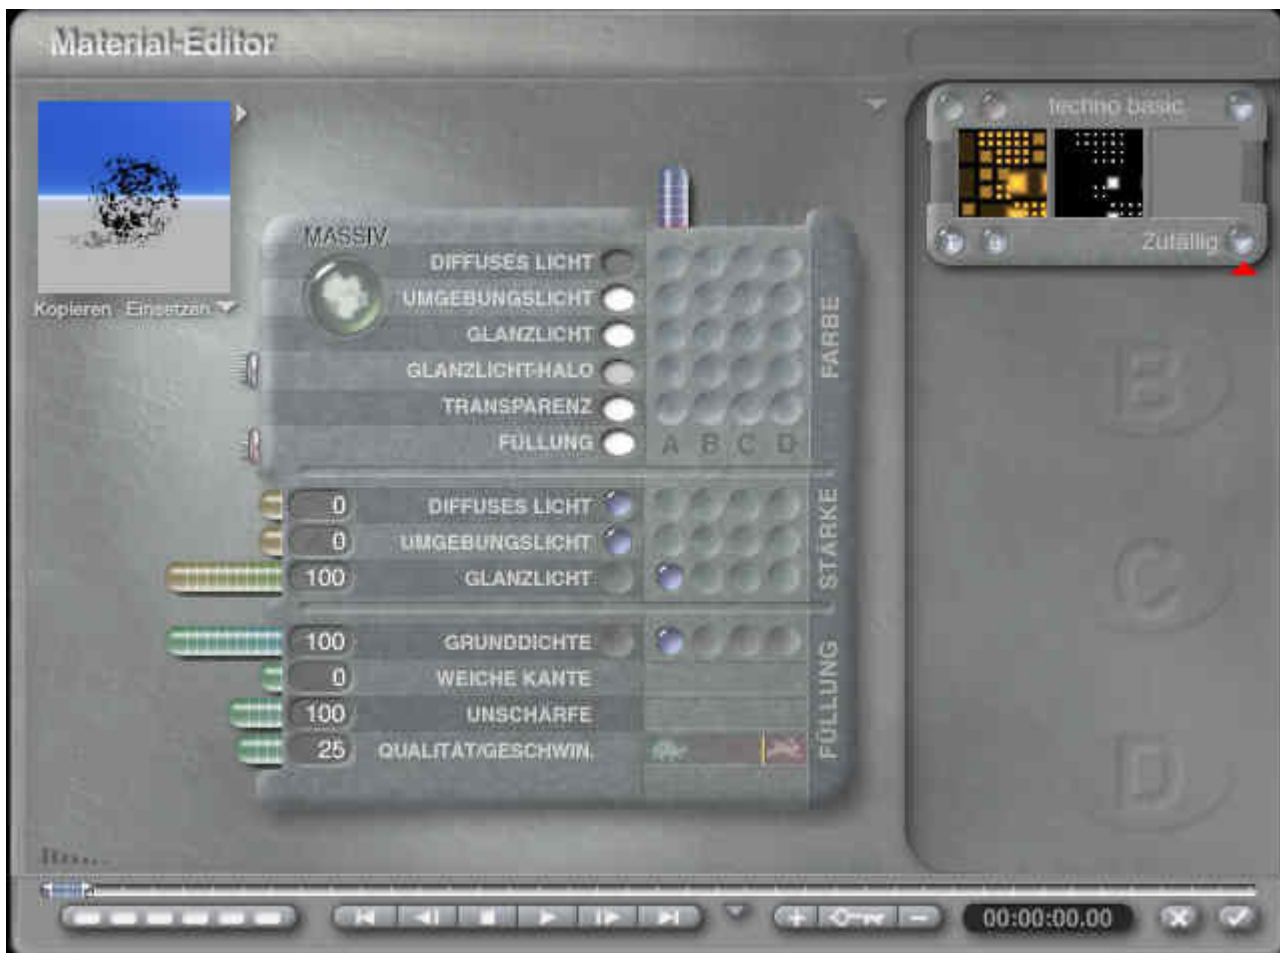 Material-Editor
techno basic
Zufällig
Kopieren Einsetzen
MASSIV
DIFFUSES LICHT
UMGEBUNGSLICHT
GLANZLICHT
GLANZLICHT-HALO
TRANSPARENZ
FÜLLUNG
A B C D
FARBE
0 DIFFUSES LICHT
0 UMGEBUNGSLICHT
100 GLANZLICHT
STÄRKE
100 GRUNDDICHTE
0 WEICHE KANTE
100 UNSCHÄRFE
25 QUALITÄT/GESCHWIN.
FÜLLUNG
B
C
D
00:00:00.00